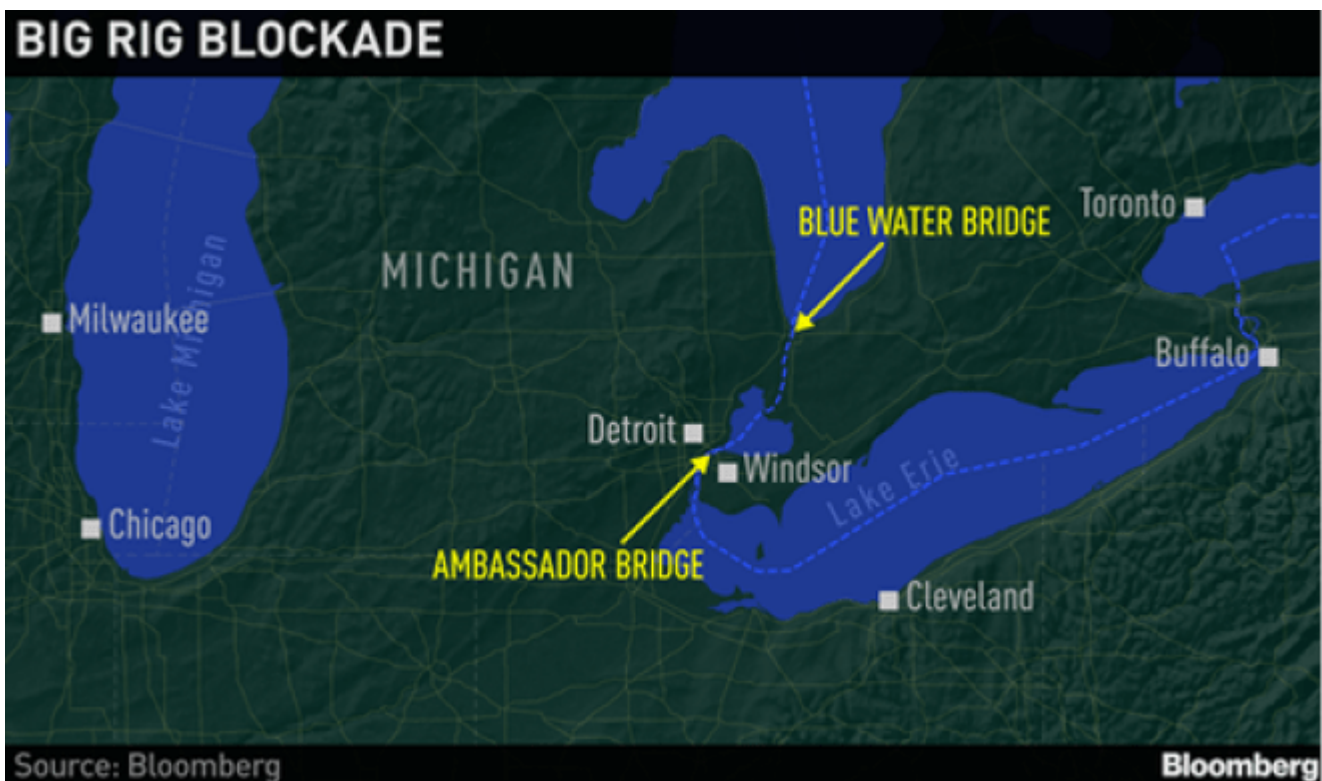 BIG RIG BLOCKADE
Toronto
BLUE WATER BRIDGE
MICHIGAN
Lake Michigan
Milwaukee
Buffalo
Detroit
Windsor
Lake Erie
Chicago
AMBASSADOR BRIDGE
Cleveland
Source: Bloomberg
Bloomberg